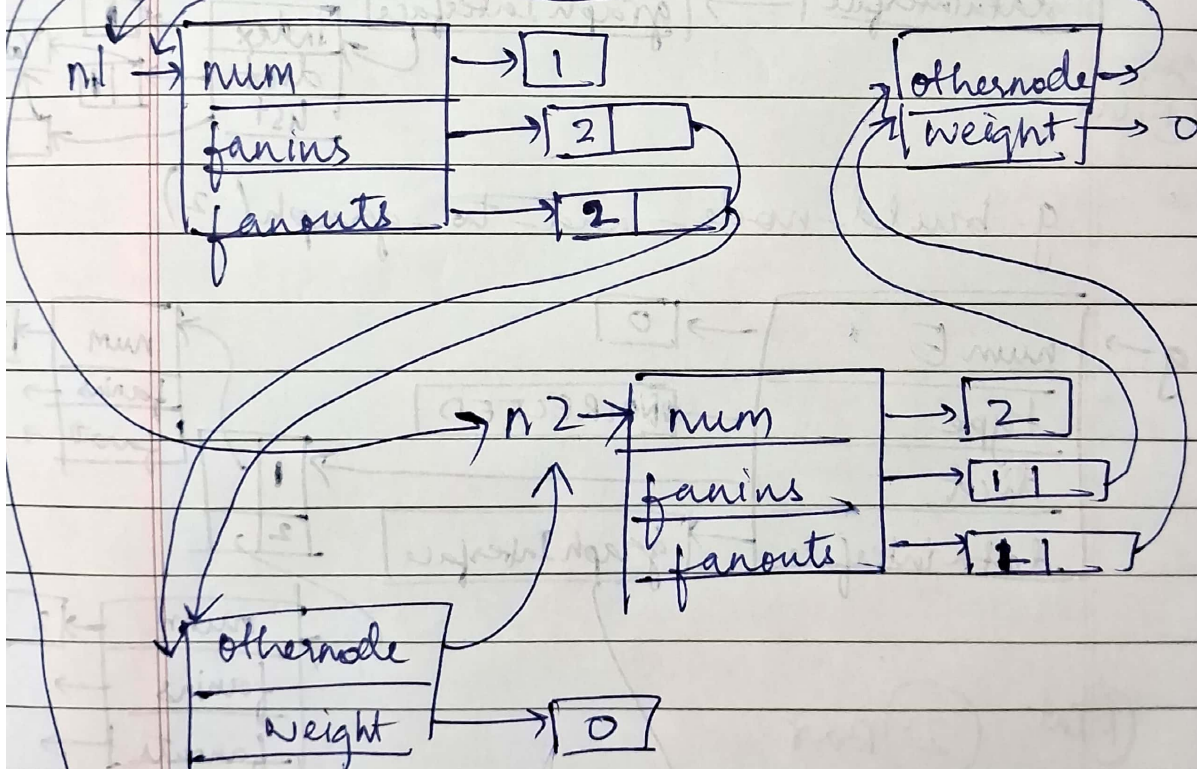 n1 num 1
fanins 2
fanouts 2
othernode
weight 0
n2 num 2
fanins 1
fanouts 1
othernode
weight 0